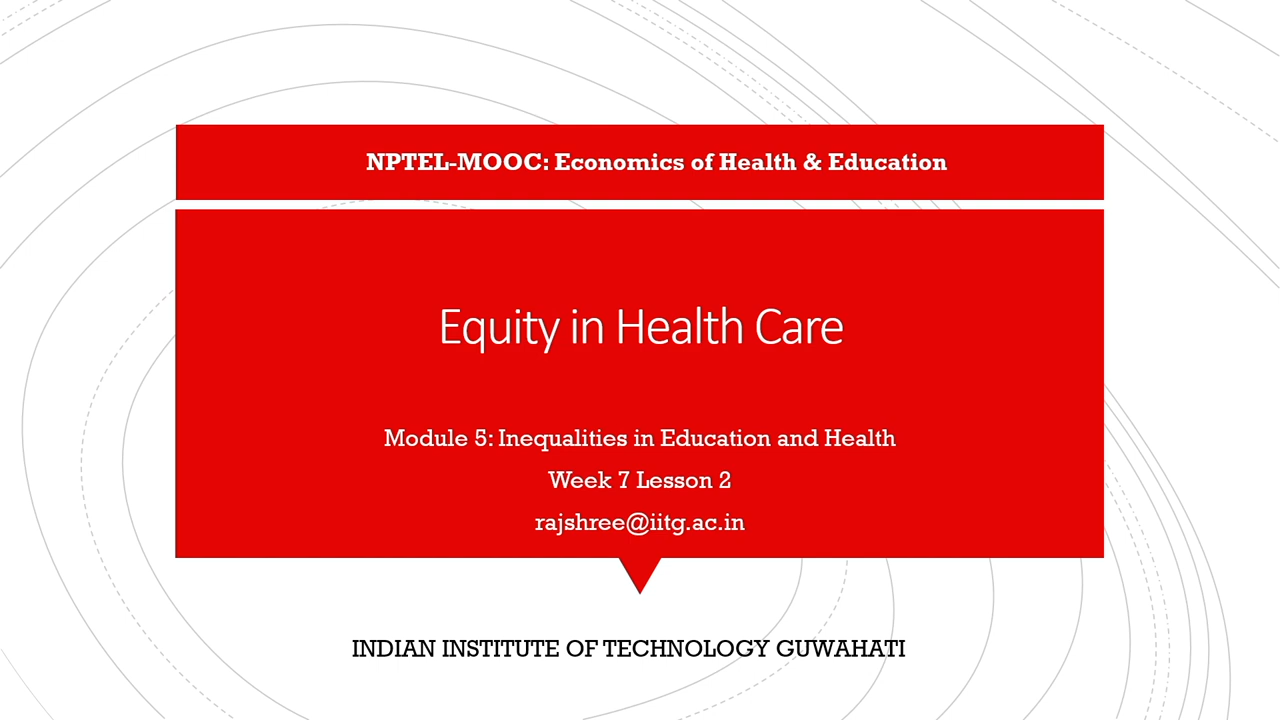 NPTEL-MOOC: Economics of Health & Education
Equity in Health Care
Module 5: Inequalities in Education and Health
Week 7 Lesson 2
rajshree@iitg.ac.in
INDIAN INSTITUTE OF TECHNOLOGY GUWAHATI